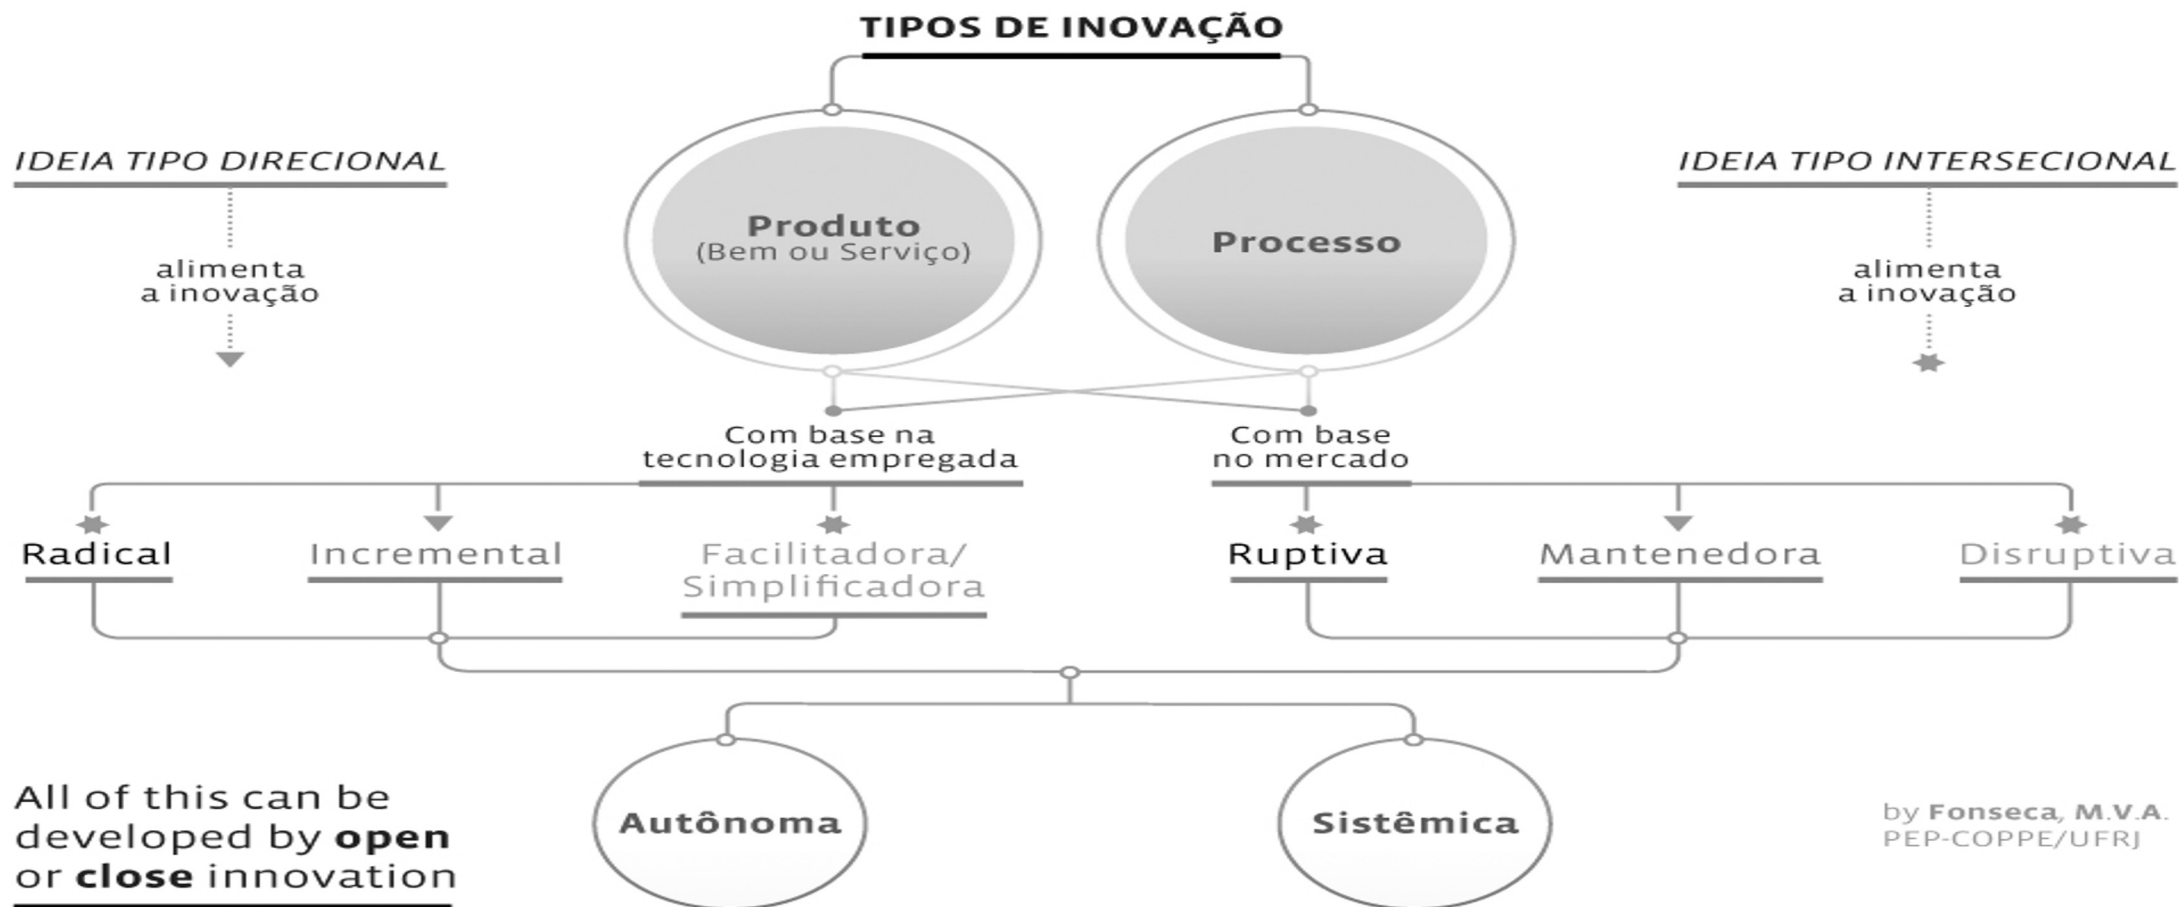 TIPOS DE INOVAÇÃO
IDEIA TIPO DIRECIONAL
alimenta
a inovação
Produto
(Bem ou Serviço)
Processo
IDEIA TIPO INTERSECIONAL
alimenta
a inovação
Com base na
tecnologia empregada
Com base
no mercado
Radical
Incremental
Facilitadora/
Simplificadora
Ruptiva
Mantenedora
Disruptiva
Autônoma
Sistêmica
All of this can be
developed by open
or close innovation
by Fonseca, M.V.A.
PEP-COPPE/UFRJ